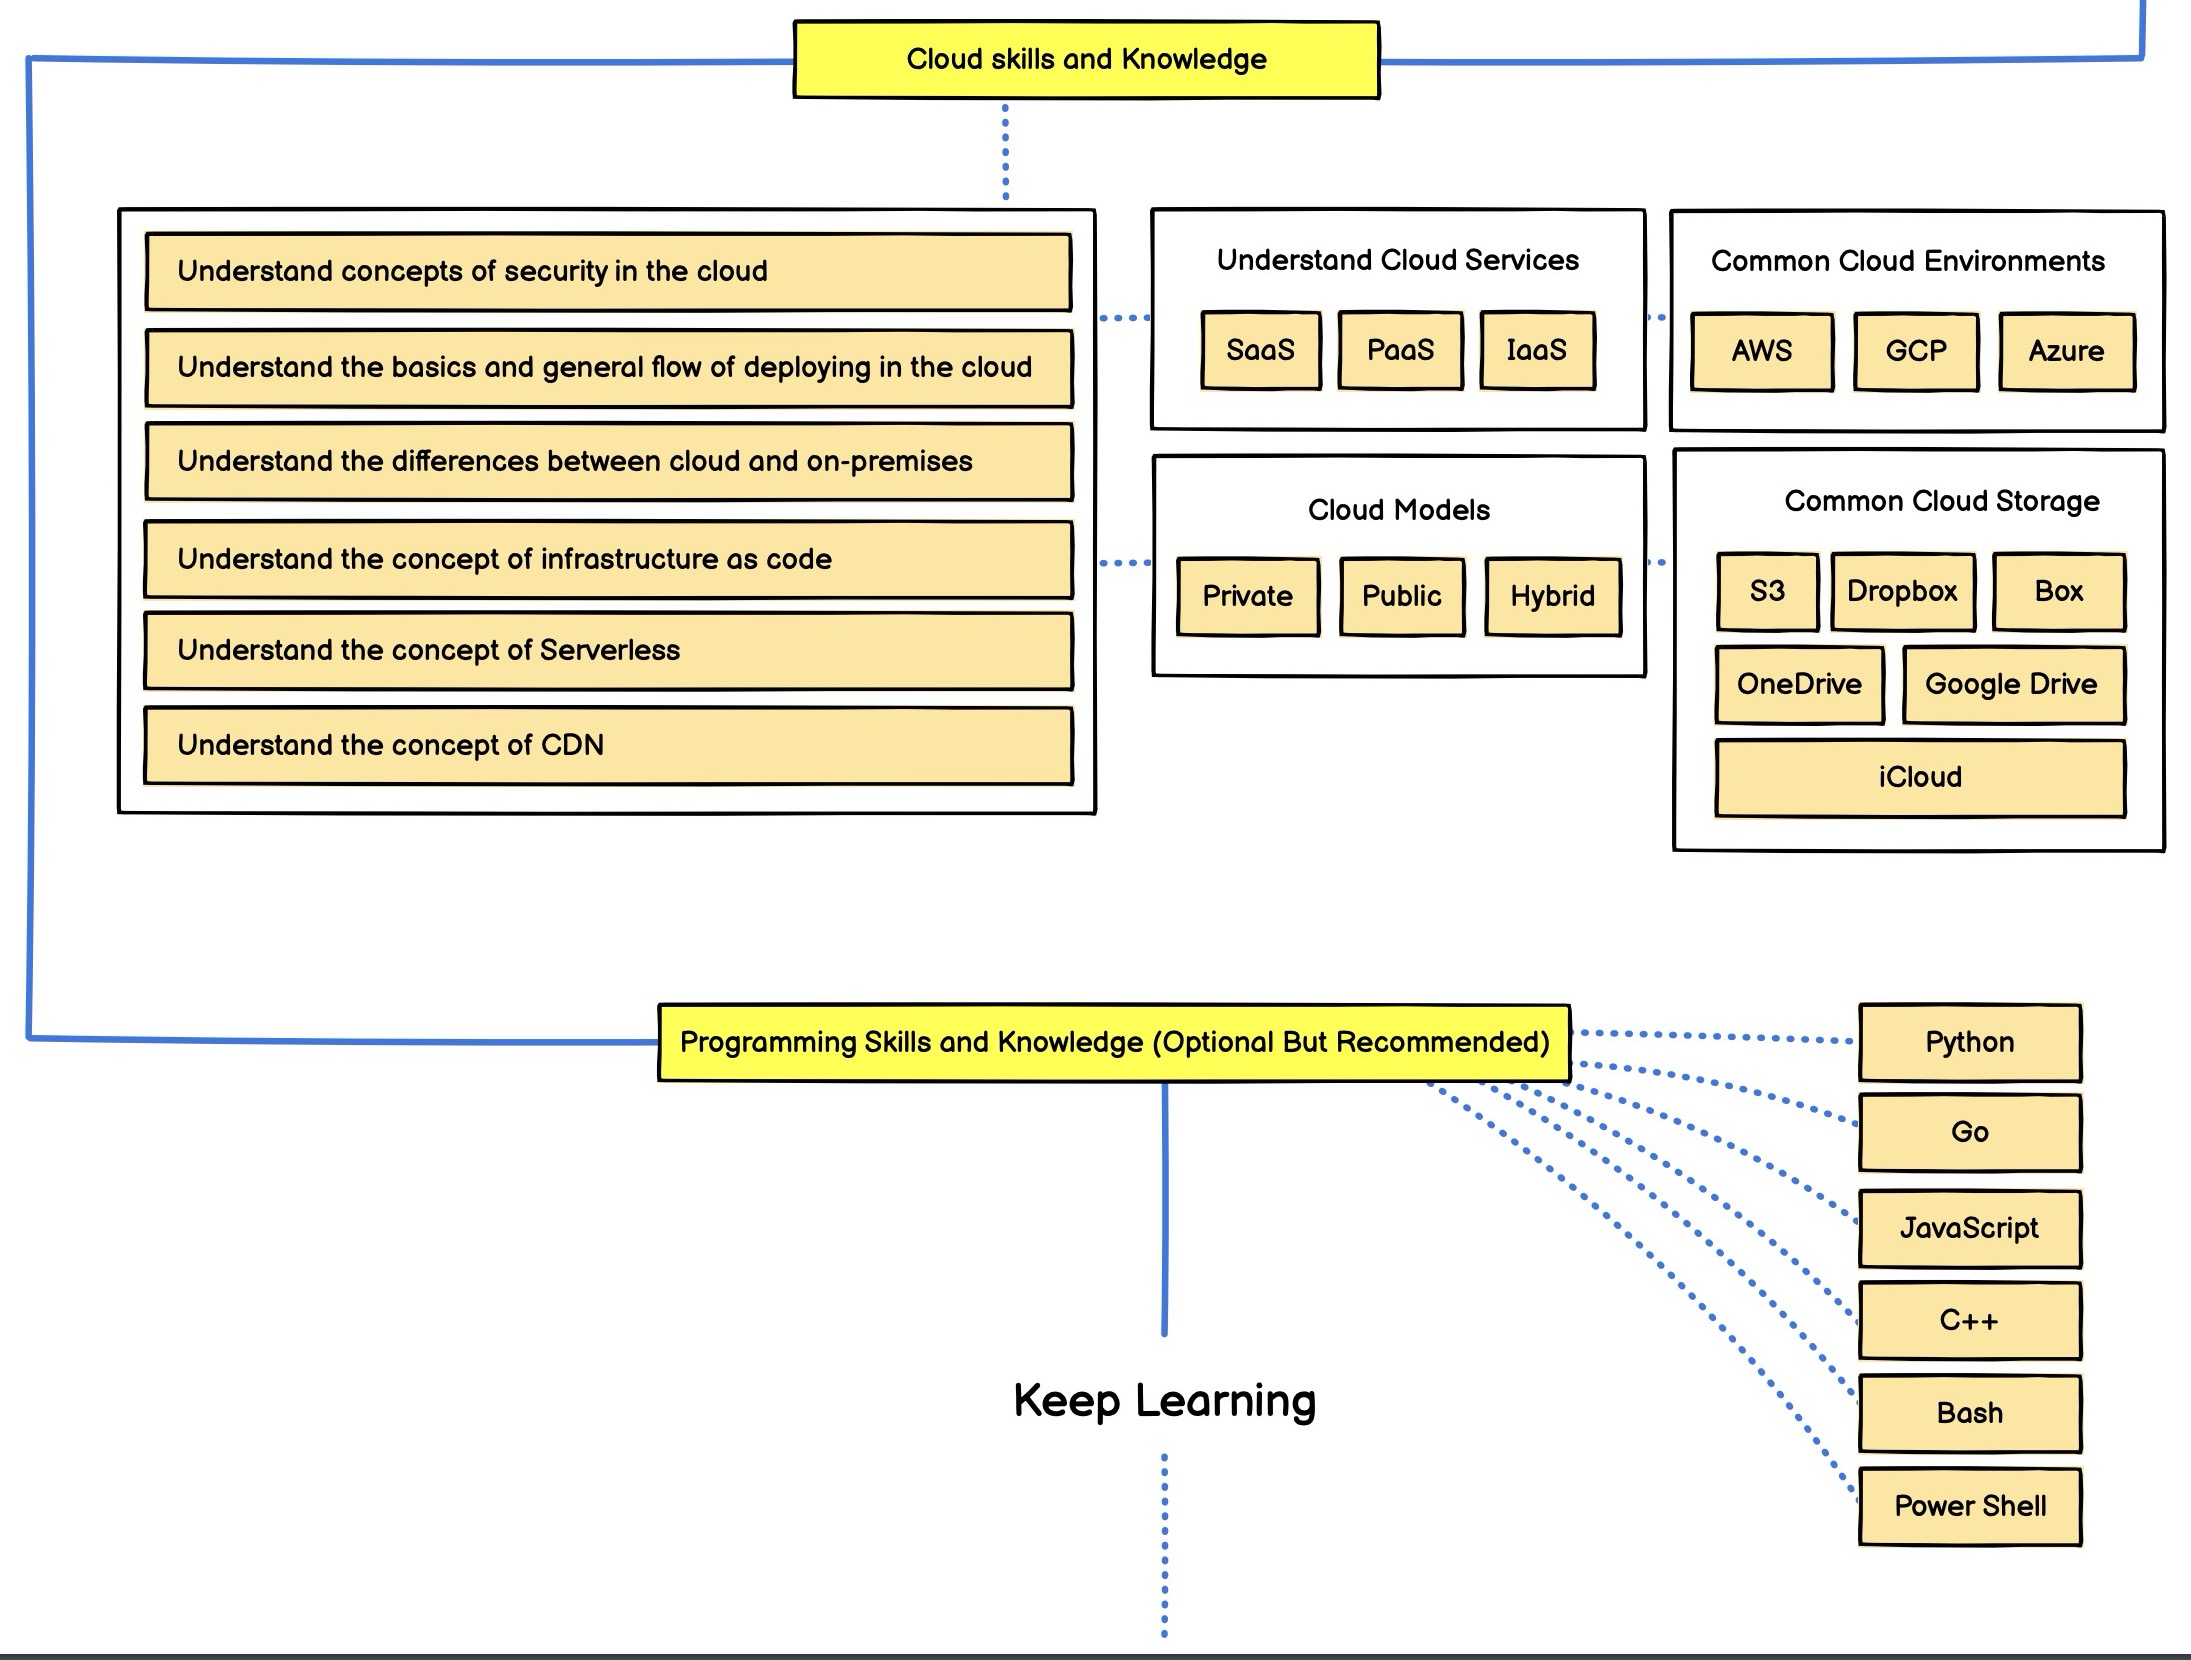 Cloud skills and Knowledge
Understand concepts of security in the cloud
Understand the basics and general flow of deploying in the cloud
Understand the differences between cloud and on-premises
Understand the concept of infrastructure as code
Understand the concept of Serverless
Understand the concept of CDN
Understand Cloud Services
SaaS PaaS IaaS
Cloud Models
Private Public Hybrid
Common Cloud Environments
AWS GCP Azure
Common Cloud Storage
S3 Dropbox Box
OneDrive Google Drive
iCloud
Programming Skills and Knowledge (Optional But Recommended)
Python
Go
JavaScript
C++
Bash
Power Shell
Keep Learning